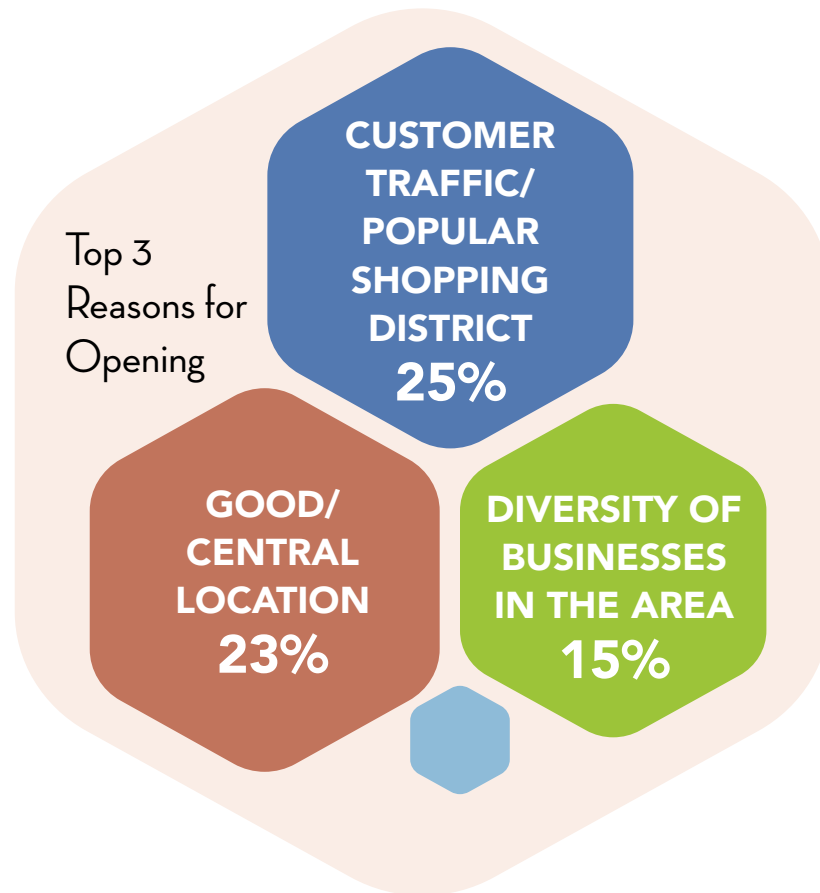 Top 3
Reasons for
Opening
CUSTOMER
TRAFFIC/
POPULAR
SHOPPING
DISTRICT
25%
GOOD/
CENTRAL
LOCATION
23%
DIVERSITY OF
BUSINESSES
IN THE AREA
15%